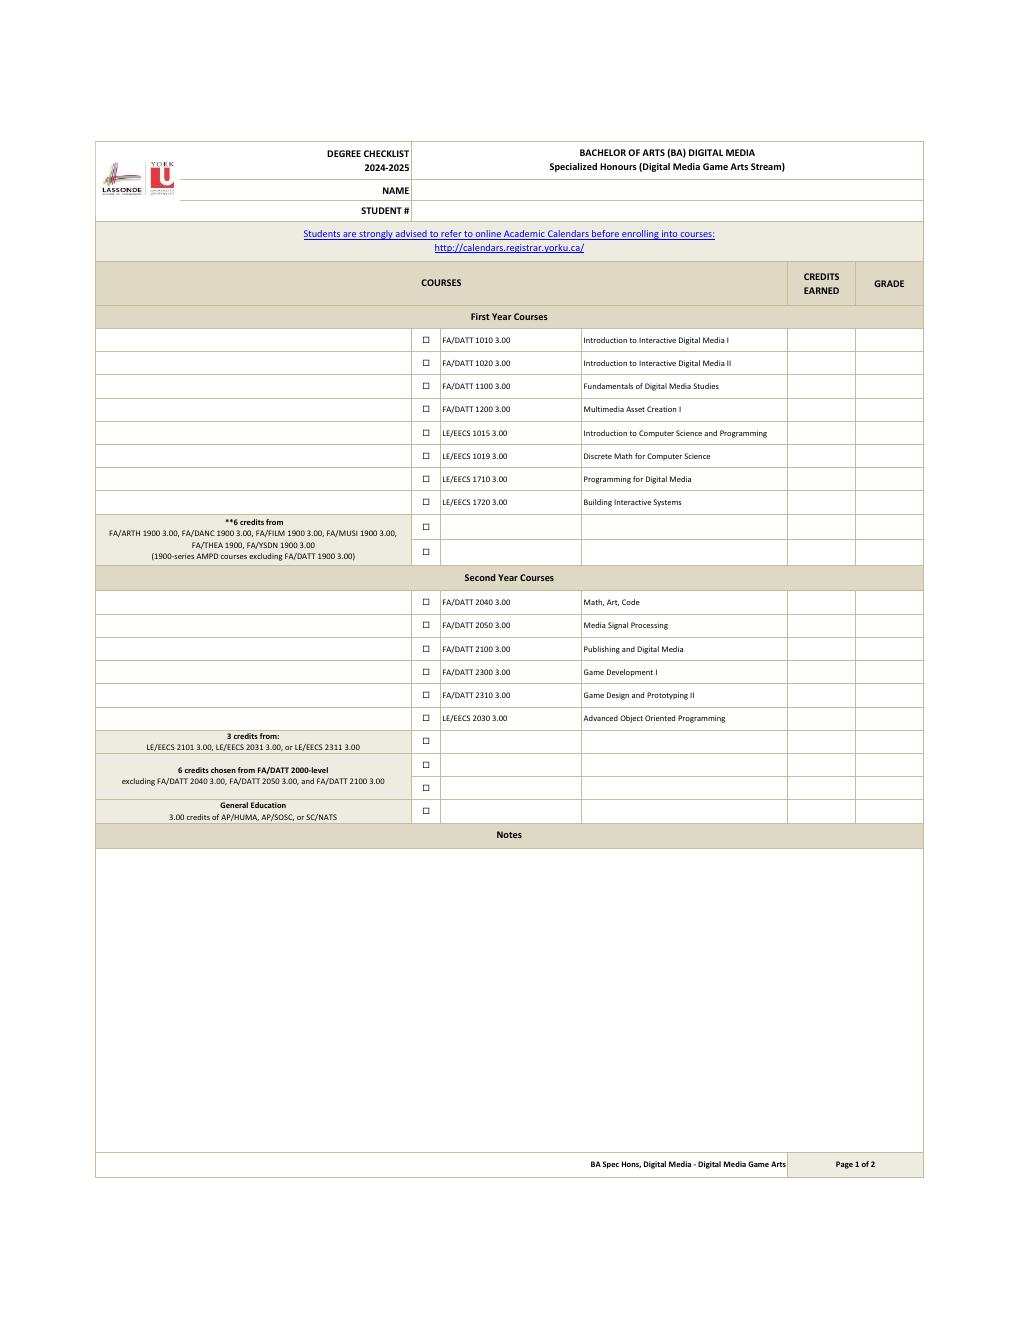 LASSONDE
YORK
U
DEGREE CHECKLIST
2024-2025
BACHELOR OF ARTS (BA) DIGITAL MEDIA
Specialized Honours (Digital Media Game Arts Stream)
NAME
STUDENT #
Students are strongly advised to refer to online Academic Calendars before enrolling into courses:
http://calendars.registrar.yorku.ca/
COURSES
CREDITS
EARNED
GRADE
First Year Courses
☐ FA/DATT 1010 3.00 Introduction to Interactive Digital Media I
☐ FA/DATT 1020 3.00 Introduction to Interactive Digital Media II
☐ FA/DATT 1100 3.00 Fundamentals of Digital Media Studies
☐ FA/DATT 1200 3.00 Multimedia Asset Creation I
☐ LE/EECS 1015 3.00 Introduction to Computer Science and Programming
☐ LE/EECS 1019 3.00 Discrete Math for Computer Science
☐ LE/EECS 1710 3.00 Programming for Digital Media
☐ LE/EECS 1720 3.00 Building Interactive Systems
**6 credits from
FA/ARTH 1900 3.00, FA/DANC 1900 3.00, FA/FILM 1900 3.00, FA/MUSI 1900 3.00,
FA/THEA 1900, FA/YSDN 1900 3.00
(1900-series AMPD courses excluding FA/DATT 1900 3.00)
☐
☐
Second Year Courses
☐ FA/DATT 2040 3.00 Math, Art, Code
☐ FA/DATT 2050 3.00 Media Signal Processing
☐ FA/DATT 2100 3.00 Publishing and Digital Media
☐ FA/DATT 2300 3.00 Game Development I
☐ FA/DATT 2310 3.00 Game Design and Prototyping II
☐ LE/EECS 2030 3.00 Advanced Object Oriented Programming
3 credits from:
LE/EECS 2101 3.00, LE/EECS 2031 3.00, or LE/EECS 2311 3.00
☐
6 credits chosen from FA/DATT 2000-level
excluding FA/DATT 2040 3.00, FA/DATT 2050 3.00, and FA/DATT 2100 3.00
☐
☐
General Education
3.00 credits of AP/HUMA, AP/SOSC, or SC/NATS
☐
Notes
BA Spec Hons, Digital Media - Digital Media Game Arts
Page 1 of 2